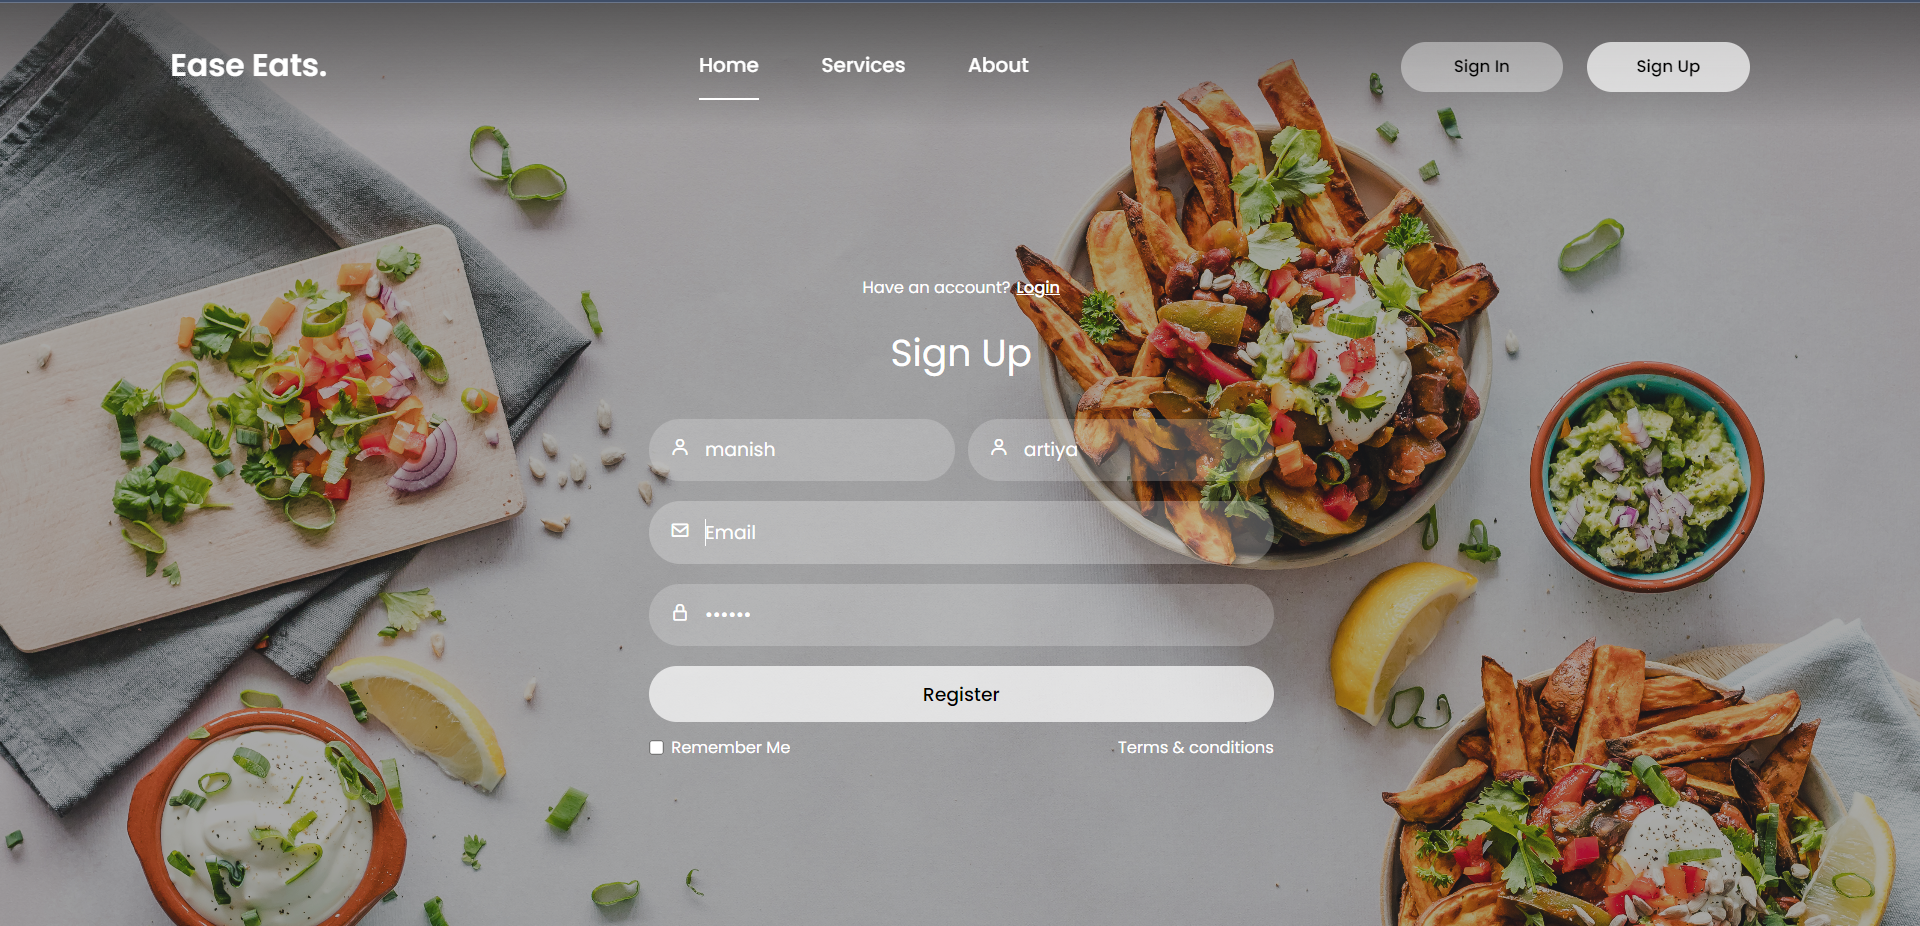 Ease Eats.
Home Services About
Sign In Sign Up
Have an account? Login
Sign Up
manish artiya
Email
••••••
Register
Remember Me Terms & conditions